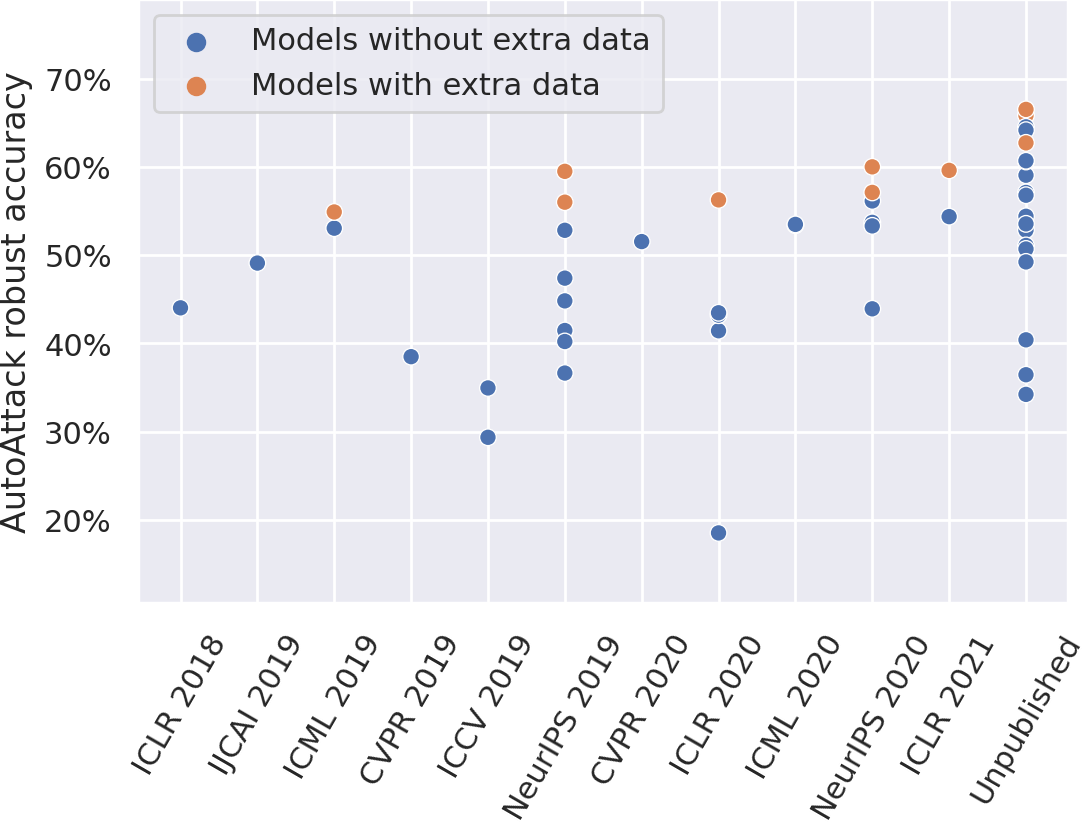 Models without extra data
Models with extra data
AutoAttack robust accuracy
70%
60%
50%
40%
30%
20%
ICLR 2018
IJCAI 2019
ICML 2019
CVPR 2019
ICCV 2019
NeurIPS 2019
CVPR 2020
ICLR 2020
ICML 2020
NeurIPS 2020
ICLR 2021
Unpublished